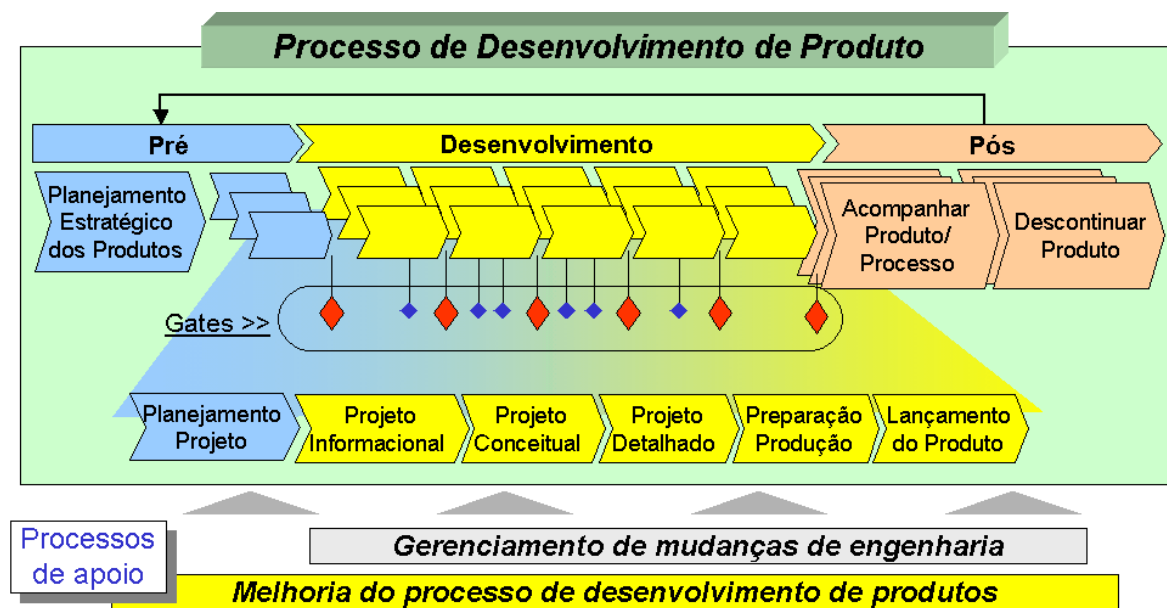 Processo de Desenvolvimento de Produto
Pré
Desenvolvimento
Pós
Planejamento
Estratégico
dos Produtos
Acompanhar
Produto/
Processo
Descontinuar
Produto
Gates >>
Planejamento
Projeto
Projeto
Informacional
Projeto
Conceitual
Projeto
Detalhado
Preparação
Produção
Lançamento
do Produto
Processos
de apoio
Gerenciamento de mudanças de engenharia
Melhoria do processo de desenvolvimento de produtos